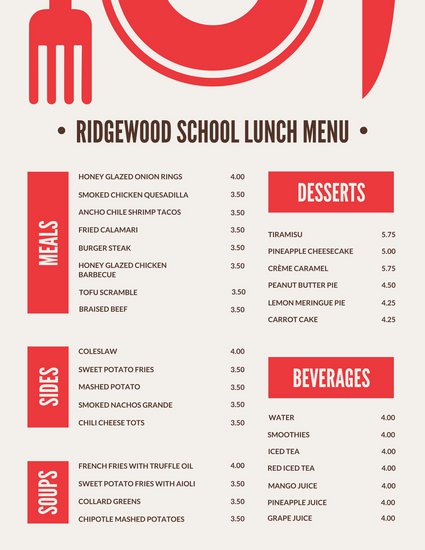 • RIDGEWOOD SCHOOL LUNCH MENU •
MEALS
HONEY GLAZED ONION RINGS 4.00
SMOKED CHICKEN QUESADILLA 3.50
ANCHO CHILE SHRIMP TACOS 3.50
FRIED CALAMARI 3.50
BURGER STEAK 3.50
HONEY GLAZED CHICKEN 3.50
BARBECUE
TOFU SCRAMBLE 3.50
BRAISED BEEF 3.50
SIDES
COLESLAW 4.00
SWEET POTATO FRIES 3.50
MASHED POTATO 3.50
SMOKED NACHOS GRANDE 3.50
CHILI CHEESE TOTS 3.50
SOUPS
FRENCH FRIES WITH TRUFFLE OIL 4.00
SWEET POTATO FRIES WITH AIOLI 3.50
COLLARD GREENS 3.50
CHIPOTLE MASHED POTATOES 3.50
DESSERTS
TIRAMISU 5.75
PINEAPPLE CHEESECAKE 5.00
CRÈME CARAMEL 5.75
PEANUT BUTTER PIE 4.50
LEMON MERINGUE PIE 4.25
CARROT CAKE 4.25
BEVERAGES
WATER 4.00
SMOOTHIES 4.00
ICED TEA 4.00
RED ICED TEA 4.00
MANGO JUICE 4.00
PINEAPPLE JUICE 4.00
GRAPE JUICE 4.00